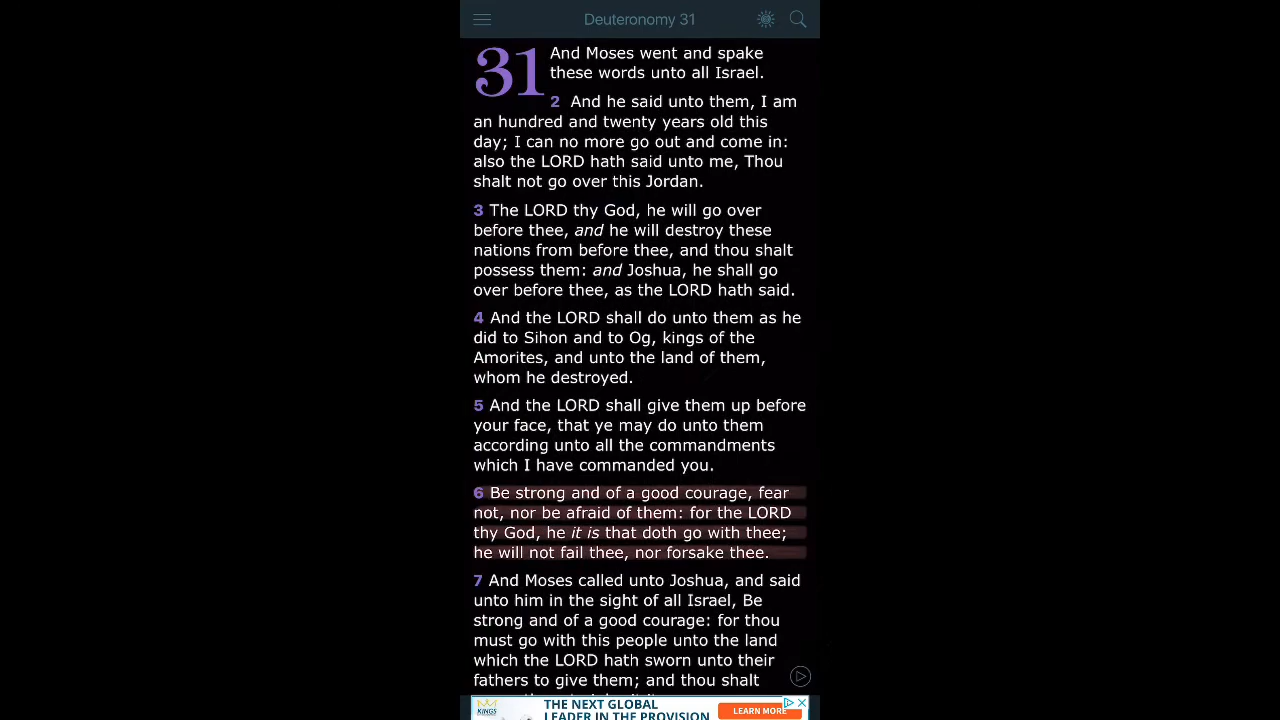 Deuteronomy 31
31 And Moses went and spake
these words unto all Israel.
2 And he said unto them, I am
an hundred and twenty years old this
day; I can no more go out and come in:
also the LORD hath said unto me, Thou
shalt not go over this Jordan.
3 The LORD thy God, he will go over
before thee, and he will destroy these
nations from before thee, and thou shalt
possess them: and Joshua, he shall go
over before thee, as the LORD hath said.
4 And the LORD shall do unto them as he
did to Sihon and to Og, kings of the
Amorites, and unto the land of them,
whom he destroyed.
5 And the LORD shall give them up before
your face, that ye may do unto them
according unto all the commandments
which I have commanded you.
6 Be strong and of a good courage, fear
not, nor be afraid of them: for the LORD
thy God, he it is that doth go with thee;
he will not fail thee, nor forsake thee.
7 And Moses called unto Joshua, and said
unto him in the sight of all Israel, Be
strong and of a good courage: for thou
must go with this people unto the land
which the LORD hath sworn unto their
fathers to give them; and thou shalt
KINGS
THE NEXT GLOBAL
LEADER IN THE PROVISION
LEARN MORE